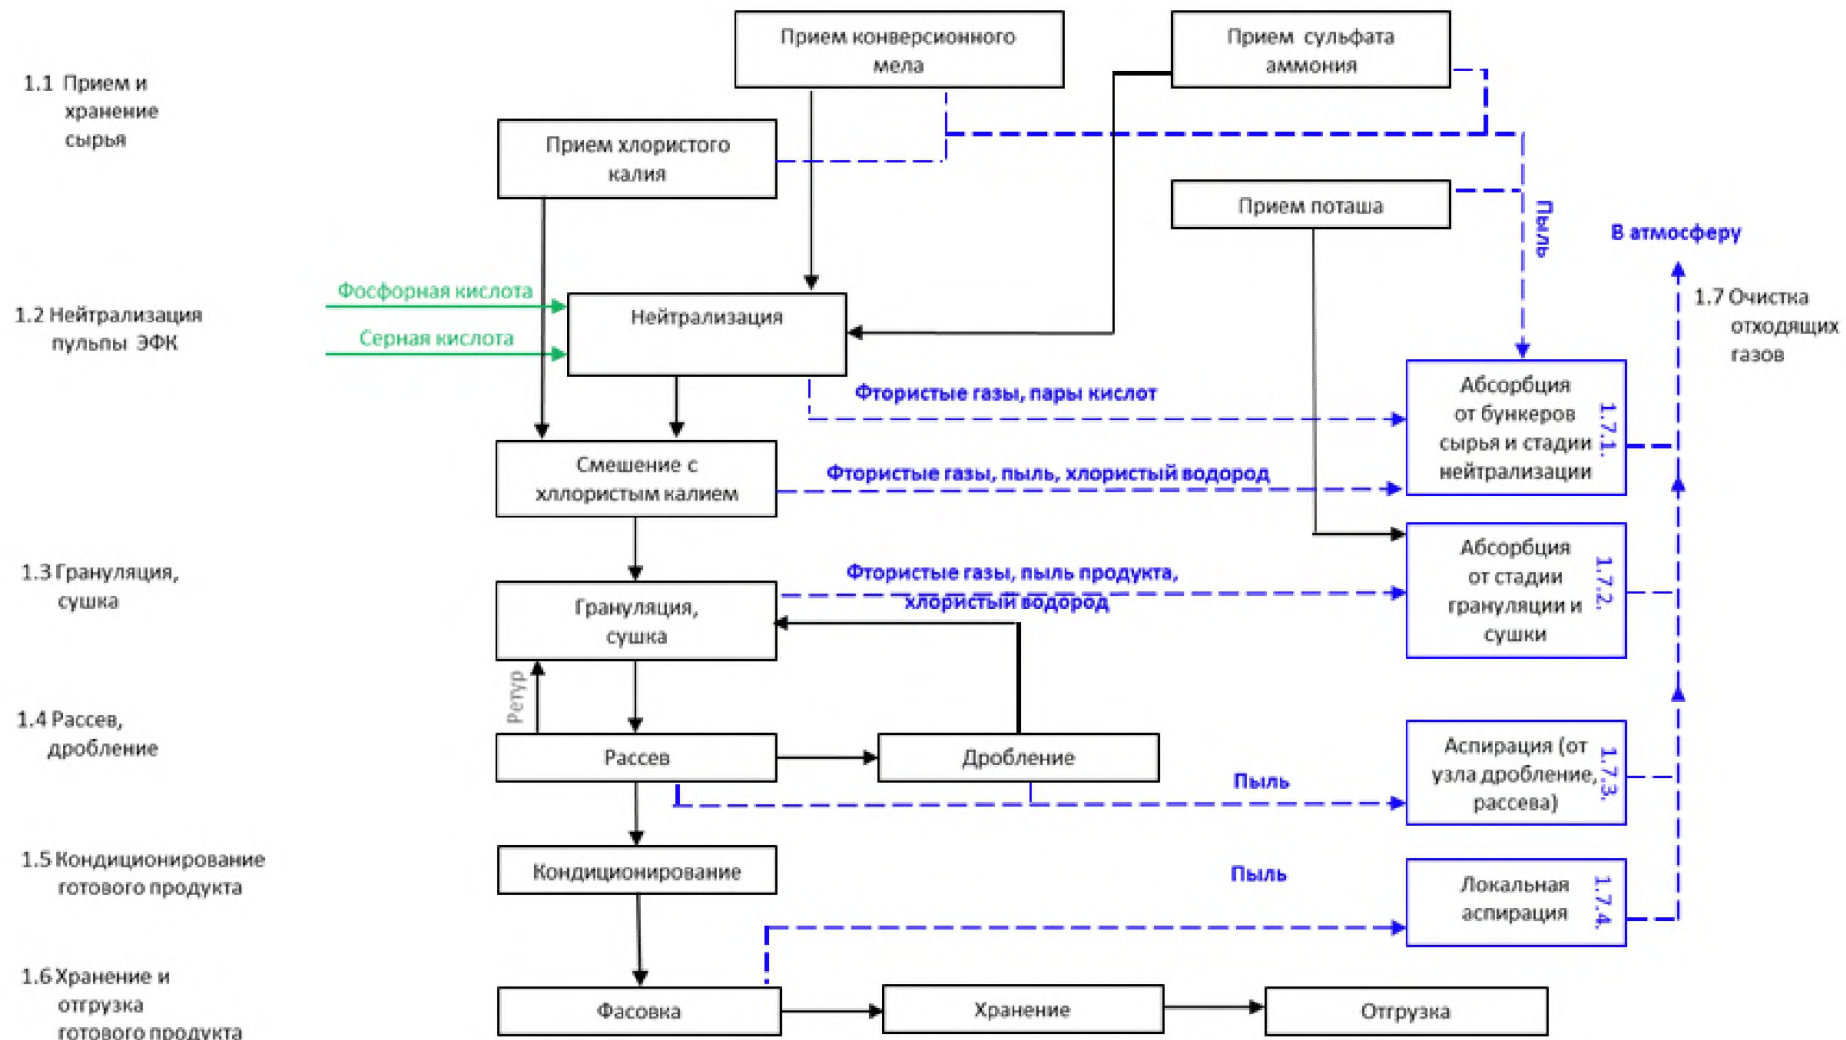 Прием конверсионного
мела
Прием сульфата
аммония
1.1 Прием и
хранение
сырья
Прием хлористого
калия
Прием поташа
Пыль
В атмосферу
1.2 Нейтрализация
пульпы ЭФК
Фосфорная кислота
Серная кислота
Нейтрализация
1.7 Очистка
отходящих
газов
Фтористые газы, пары кислот
Абсорбция
от бункеров
сырья и стадии
нейтрализации
1.7.1.
Смешение с
хллористым калием
Фтористые газы, пыль, хлористый водород
1.3 Грануляция,
сушка
Грануляция,
сушка
Фтористые газы, пыль продукта,
хлористый водород
Абсорбция
от стадии
грануляции и
сушки
1.7.2.
Ретур
1.4 Рассев,
дробление
Рассев
Дробление
Пыль
Аспирация (от
узла дробление,
рассева)
1.7.3.
1.5 Кондиционирование
готового продукта
Кондиционирование
Пыль
Локальная
аспирация
1.7.4.
1.6 Хранение и
отгрузка
готового продукта
Фасовка
Хранение
Отгрузка